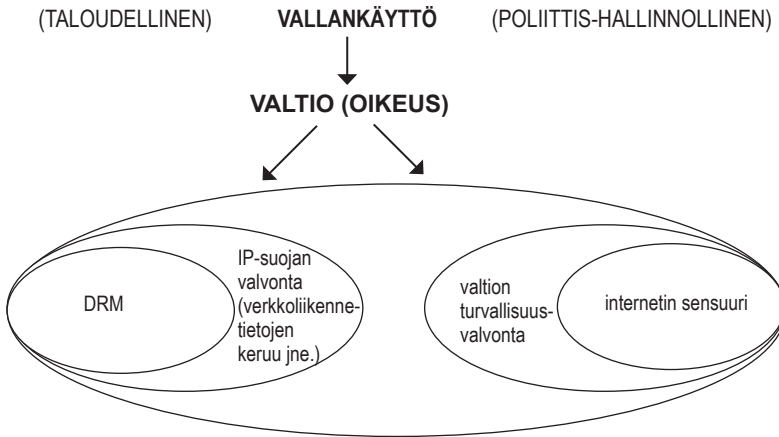 (TALOUDELLINEN) VALLANKÄYTTÖ (POLIITTIS-HALLINNOLLINEN)
VALTIO (OIKEUS)
DRM
IP-suojan
valvonta
(verkkoliikenne-
tietojen
keruu jne.)
valtion
turvallisuus-
valvonta
internetin sensuuri